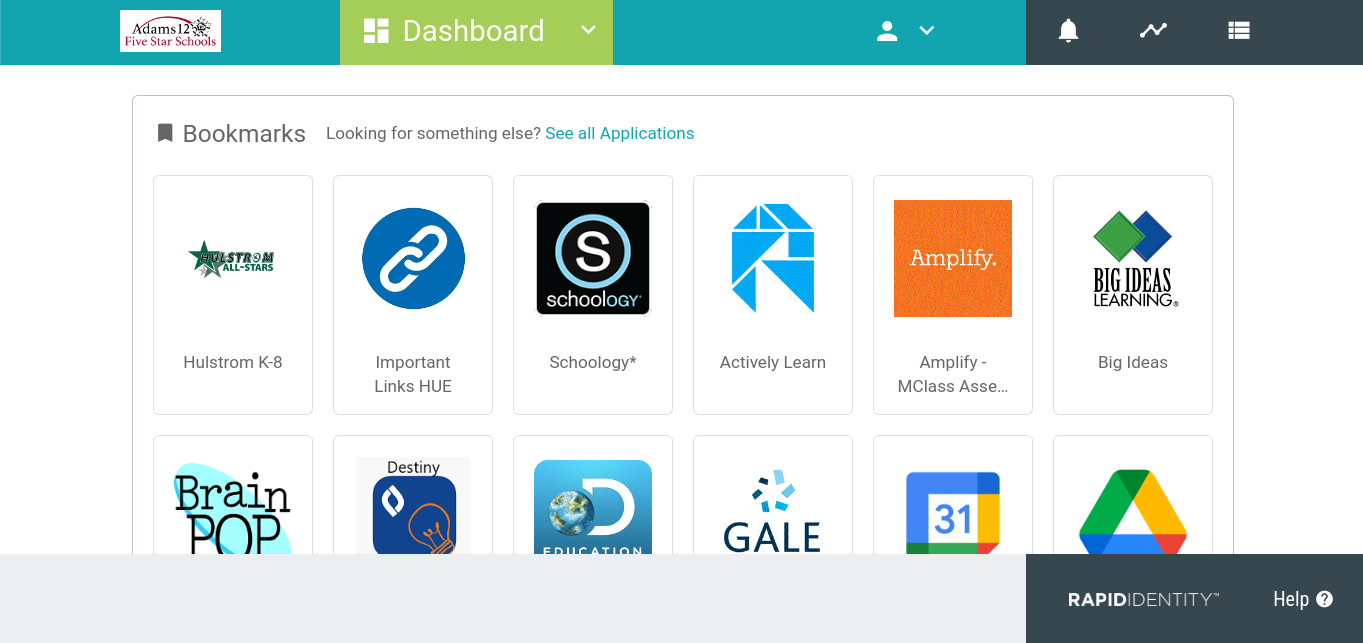 Adams12
Five Star Schools
Dashboard
Bookmarks
Looking for something else? See all Applications
HULSTROM
ALL-STARS
S
schoology®
Amplify.
BIG IDEAS
LEARNING®
Hulstrom K-8
Important
Links HUE
Schoology*
Actively Learn
Amplify -
MClass Asse...
Big Ideas
Brain
POP
Destiny
D
EDUCATION
GALE
31
RAPIDIDENTITY™
Help ?